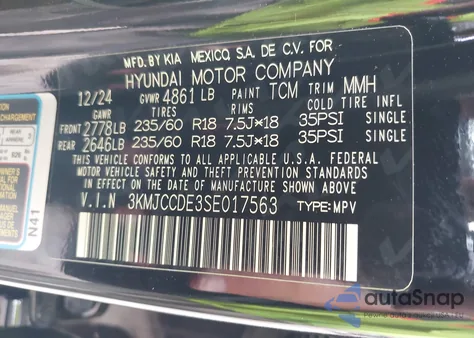 MFD. BY KIA MEXICO, S.A. DE C.V. FOR
HYUNDAI MOTOR COMPANY
12/24 GVWR 4861 LB PAINT TCM TRIM MMH
GAWR TIRES RIMS COLD TIRE INFL
FRONT 2778LB 235/60 R18 7.5J×18 35PSI SINGLE
REAR 2646LB 235/60 R18 7.5J×18 35PSI SINGLE
THIS VEHICLE CONFORMS TO ALL APPLICABLE U.S.A. FEDERAL
MOTOR VEHICLE SAFETY AND THEFT PREVENTION STANDARDS
IN EFFECT ON THE DATE OF MANUFACTURE SHOWN ABOVE
V.I.N 3KMJCCDE3SE017563 TYPE:MPV
N41
autaSnap